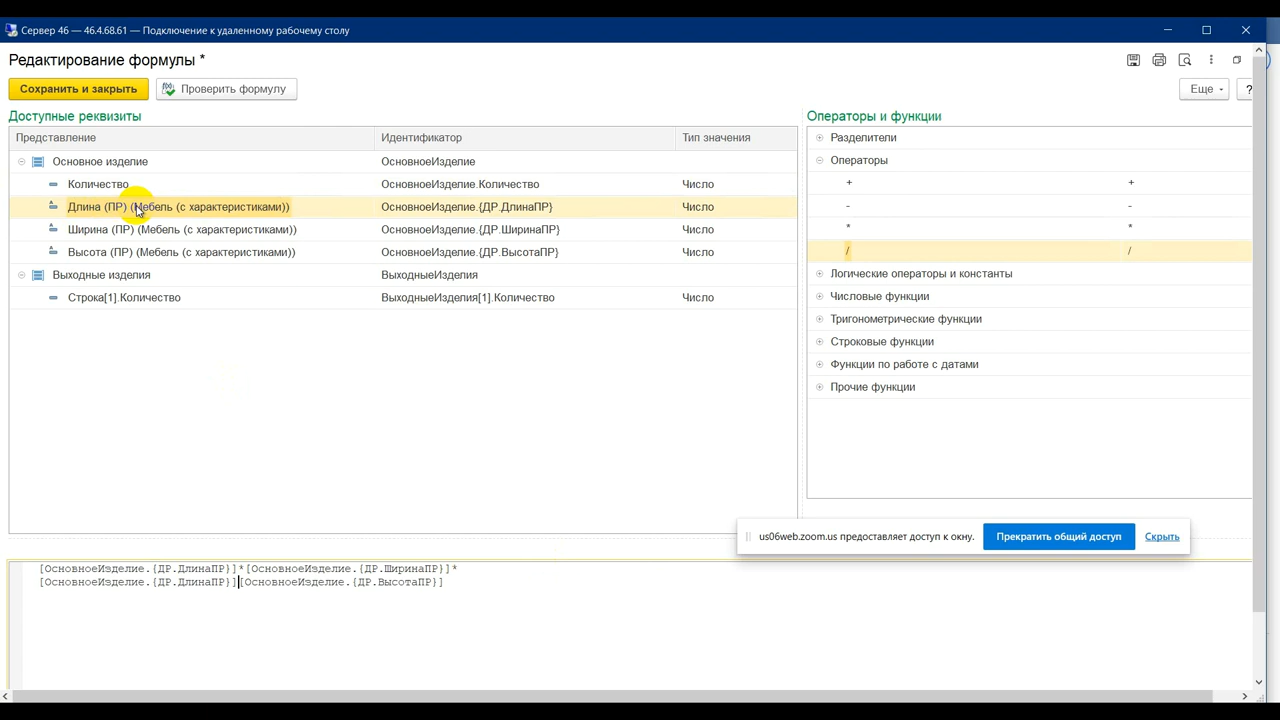 Сервер 46 — 46.4.68.61 — Подключение к удаленному рабочему столу
Редактирование формулы *
Сохранить и закрыть
Проверить формулу
Еще
?
Доступные реквизиты
Операторы и функции
Представление Идентификатор Тип значения
Основное изделие ОсновноеИзделие
Количество ОсновноеИзделие.Количество Число
Длина (ПР) (Мебель (с характеристиками)) ОсновноеИзделие.{ДР.ДлинаПР} Число
Ширина (ПР) (Мебель (с характеристиками)) ОсновноеИзделие.{ДР.ШиринаПР} Число
Высота (ПР) (Мебель (с характеристиками)) ОсновноеИзделие.{ДР.ВысотаПР} Число
Выходные изделия ВыходныеИзделия
Строка[1].Количество ВыходныеИзделия[1].Количество Число
Разделители
Операторы
+ +
- -
* *
/ /
Логические операторы и константы
Числовые функции
Тригонометрические функции
Строковые функции
Функции по работе с датами
Прочие функции
us06web.zoom.us предоставляет доступ к окну.
Прекратить общий доступ
Скрыть
[ОсновноеИзделие.{ДР.ДлинаПР}]*[ОсновноеИзделие.{ДР.ШиринаПР}]*
[ОсновноеИзделие.{ДР.ДлинаПР}][ОсновноеИзделие.{ДР.ВысотаПР}]